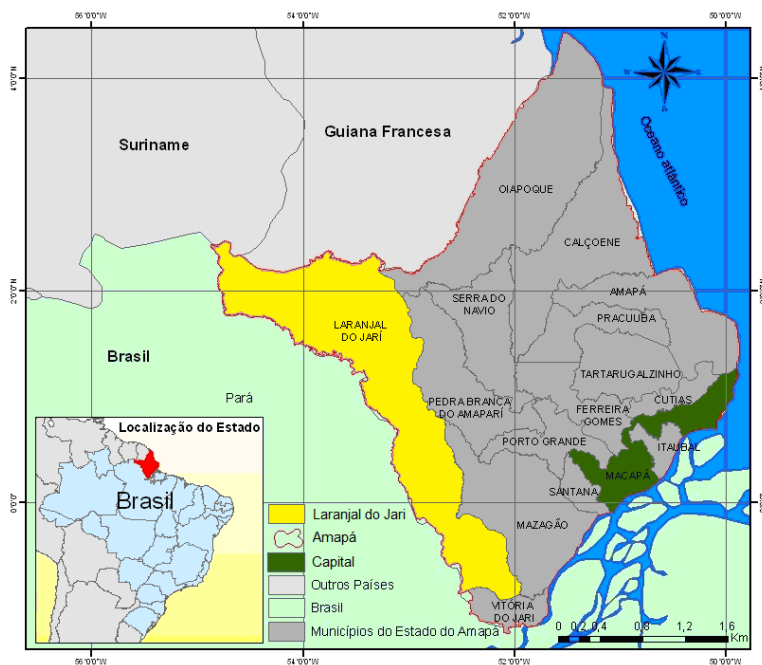 56°0'0"W 54°0'0"W 52°0'0"W 50°0'0"W
4°0'0"N
2°0'0"N
0°0'0"
N
W E
S
Oceano atlântico
Suriname
Guiana Francesa
OIAPOQUE
CALÇOENE
AMAPÁ
SERRA DO
NAVIO
PRACUUBA
LARANJAL
DO JARÍ
TARTARUGALZINHO
Brasil
Pará
PEDRA BRANCA
DO AMAPARÍ
CUTIAS
FERREIRA
GOMES
PORTO GRANDE
ITAUBAL
MACAPÁ
SANTANA
MAZAGÃO
VITÓRIA
DO JARI
Localização do Estado
Brasil
Laranjal do Jari
Amapá
Capital
Outros Países
Brasil
Municípios do Estado do Amapá
0 0,2 0,4 0,8 1,2 1,6
Km
56°0'0"W 54°0'0"W 52°0'0"W 50°0'0"W